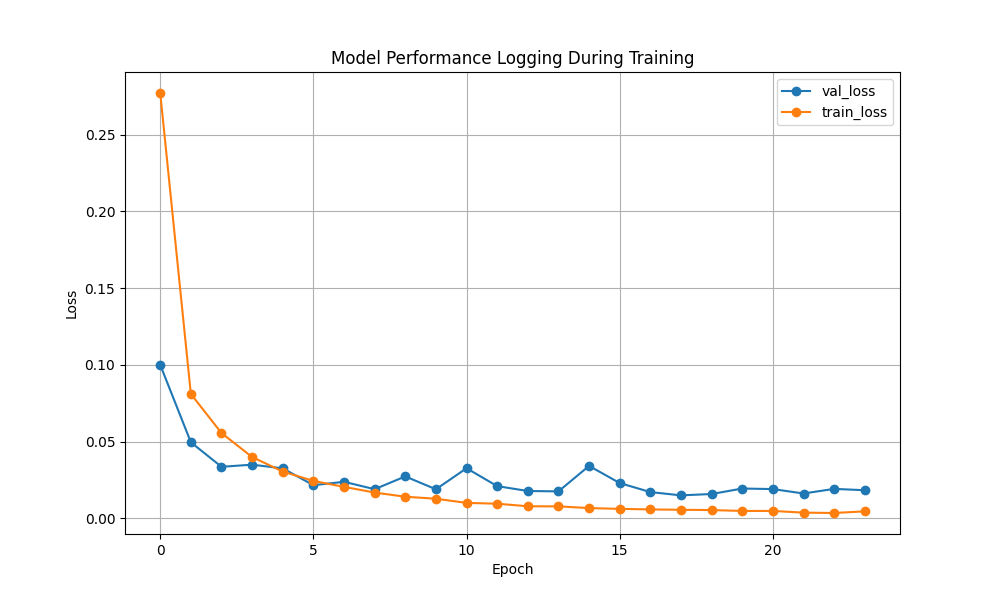 Model Performance Logging During Training
val_loss
train_loss
0.25
0.20
0.15
0.10
0.05
0.00
Loss
0 5 10 15 20
Epoch